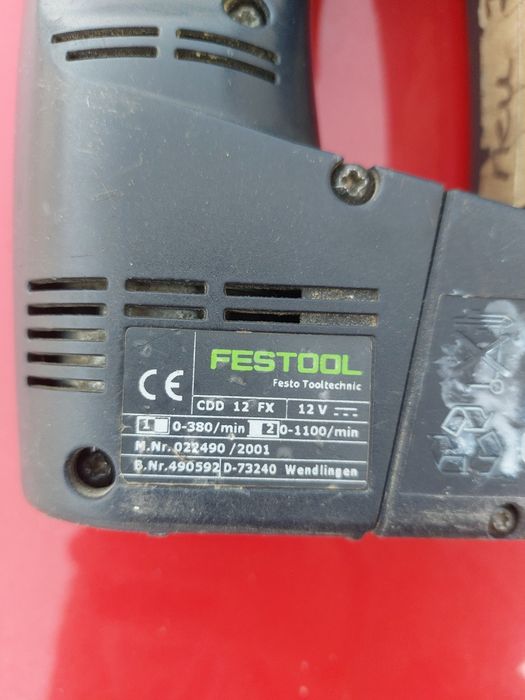 neu
CE
FESTOOL
Festo Tooltechnic
CDD 12 FX 12 V
1 0-380/min 2 0-1100/min
M.Nr. 022490 /2001
B.Nr. 490592 D-73240 Wendlingen